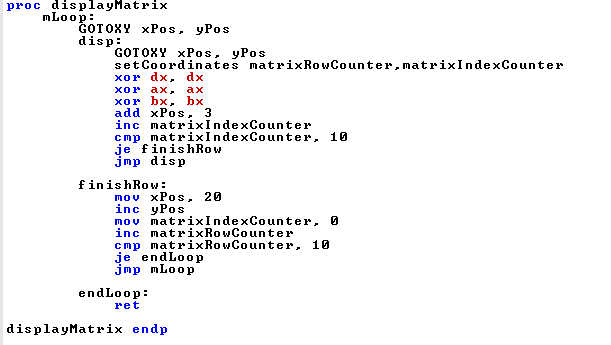 proc displayMatrix
    mLoop:
        GOTOXY xPos, yPos
        disp:
            GOTOXY xPos, yPos
            setCoordinates matrixRowCounter,matrixIndexCounter
            xor dx, dx
            xor ax, ax
            xor bx, bx
            add xPos, 3
            inc matrixIndexCounter
            cmp matrixIndexCounter, 10
            je finishRow
            jmp disp

        finishRow:
            mov xPos, 20
            inc yPos
            mov matrixIndexCounter, 0
            inc matrixRowCounter
            cmp matrixRowCounter, 10
            je endLoop
            jmp mLoop

        endLoop:
            ret

displayMatrix endp